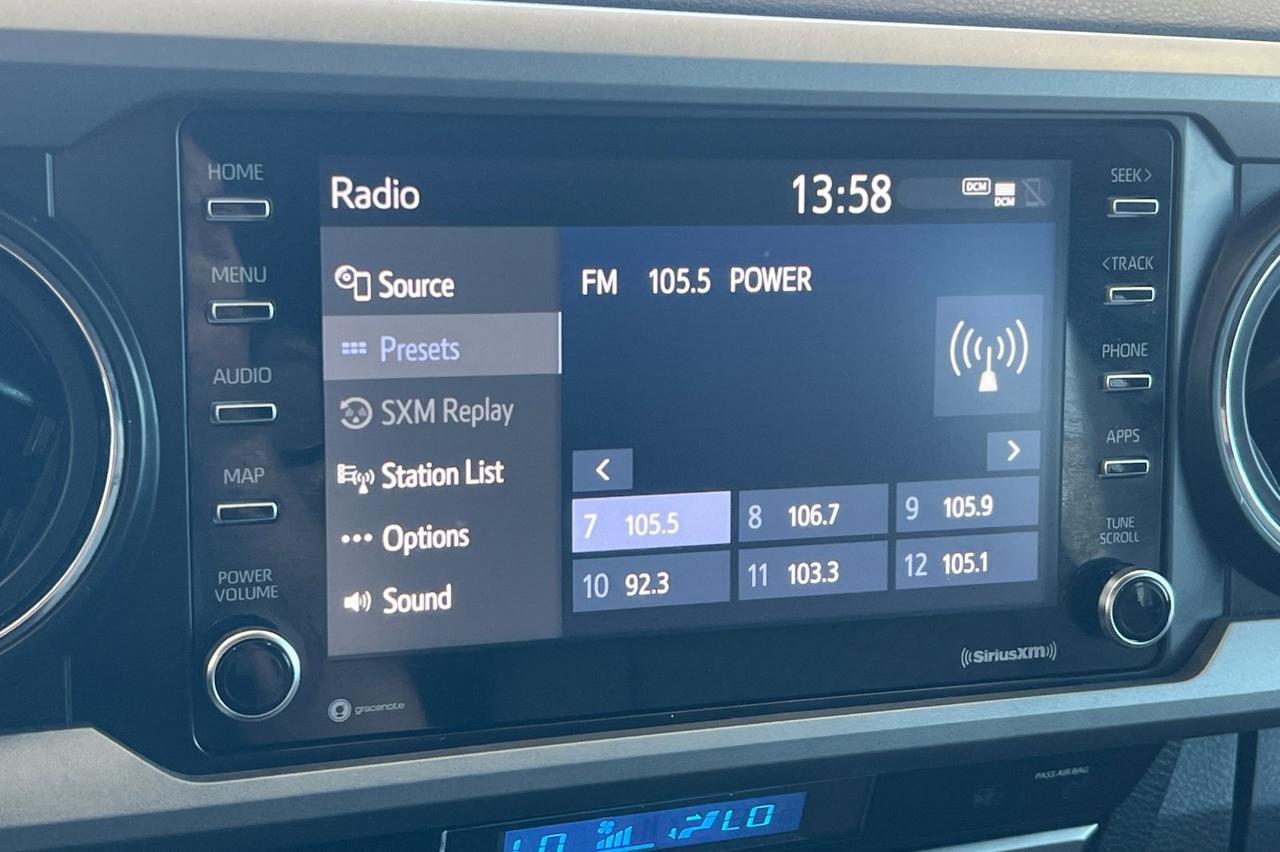 HOME
MENU
AUDIO
MAP
POWER
VOLUME
Radio
13:58
DCM
DCM
Source
Presets
SXM Replay
Station List
Options
Sound
FM 105.5 POWER
<
>
7 105.5
8 106.7
9 105.9
10 92.3
11 103.3
12 105.1
SEEK>
<TRACK
PHONE
APPS
TUNE
SCROLL
gracenote
SiriusXM
PASS AIR BAG
LO
LO